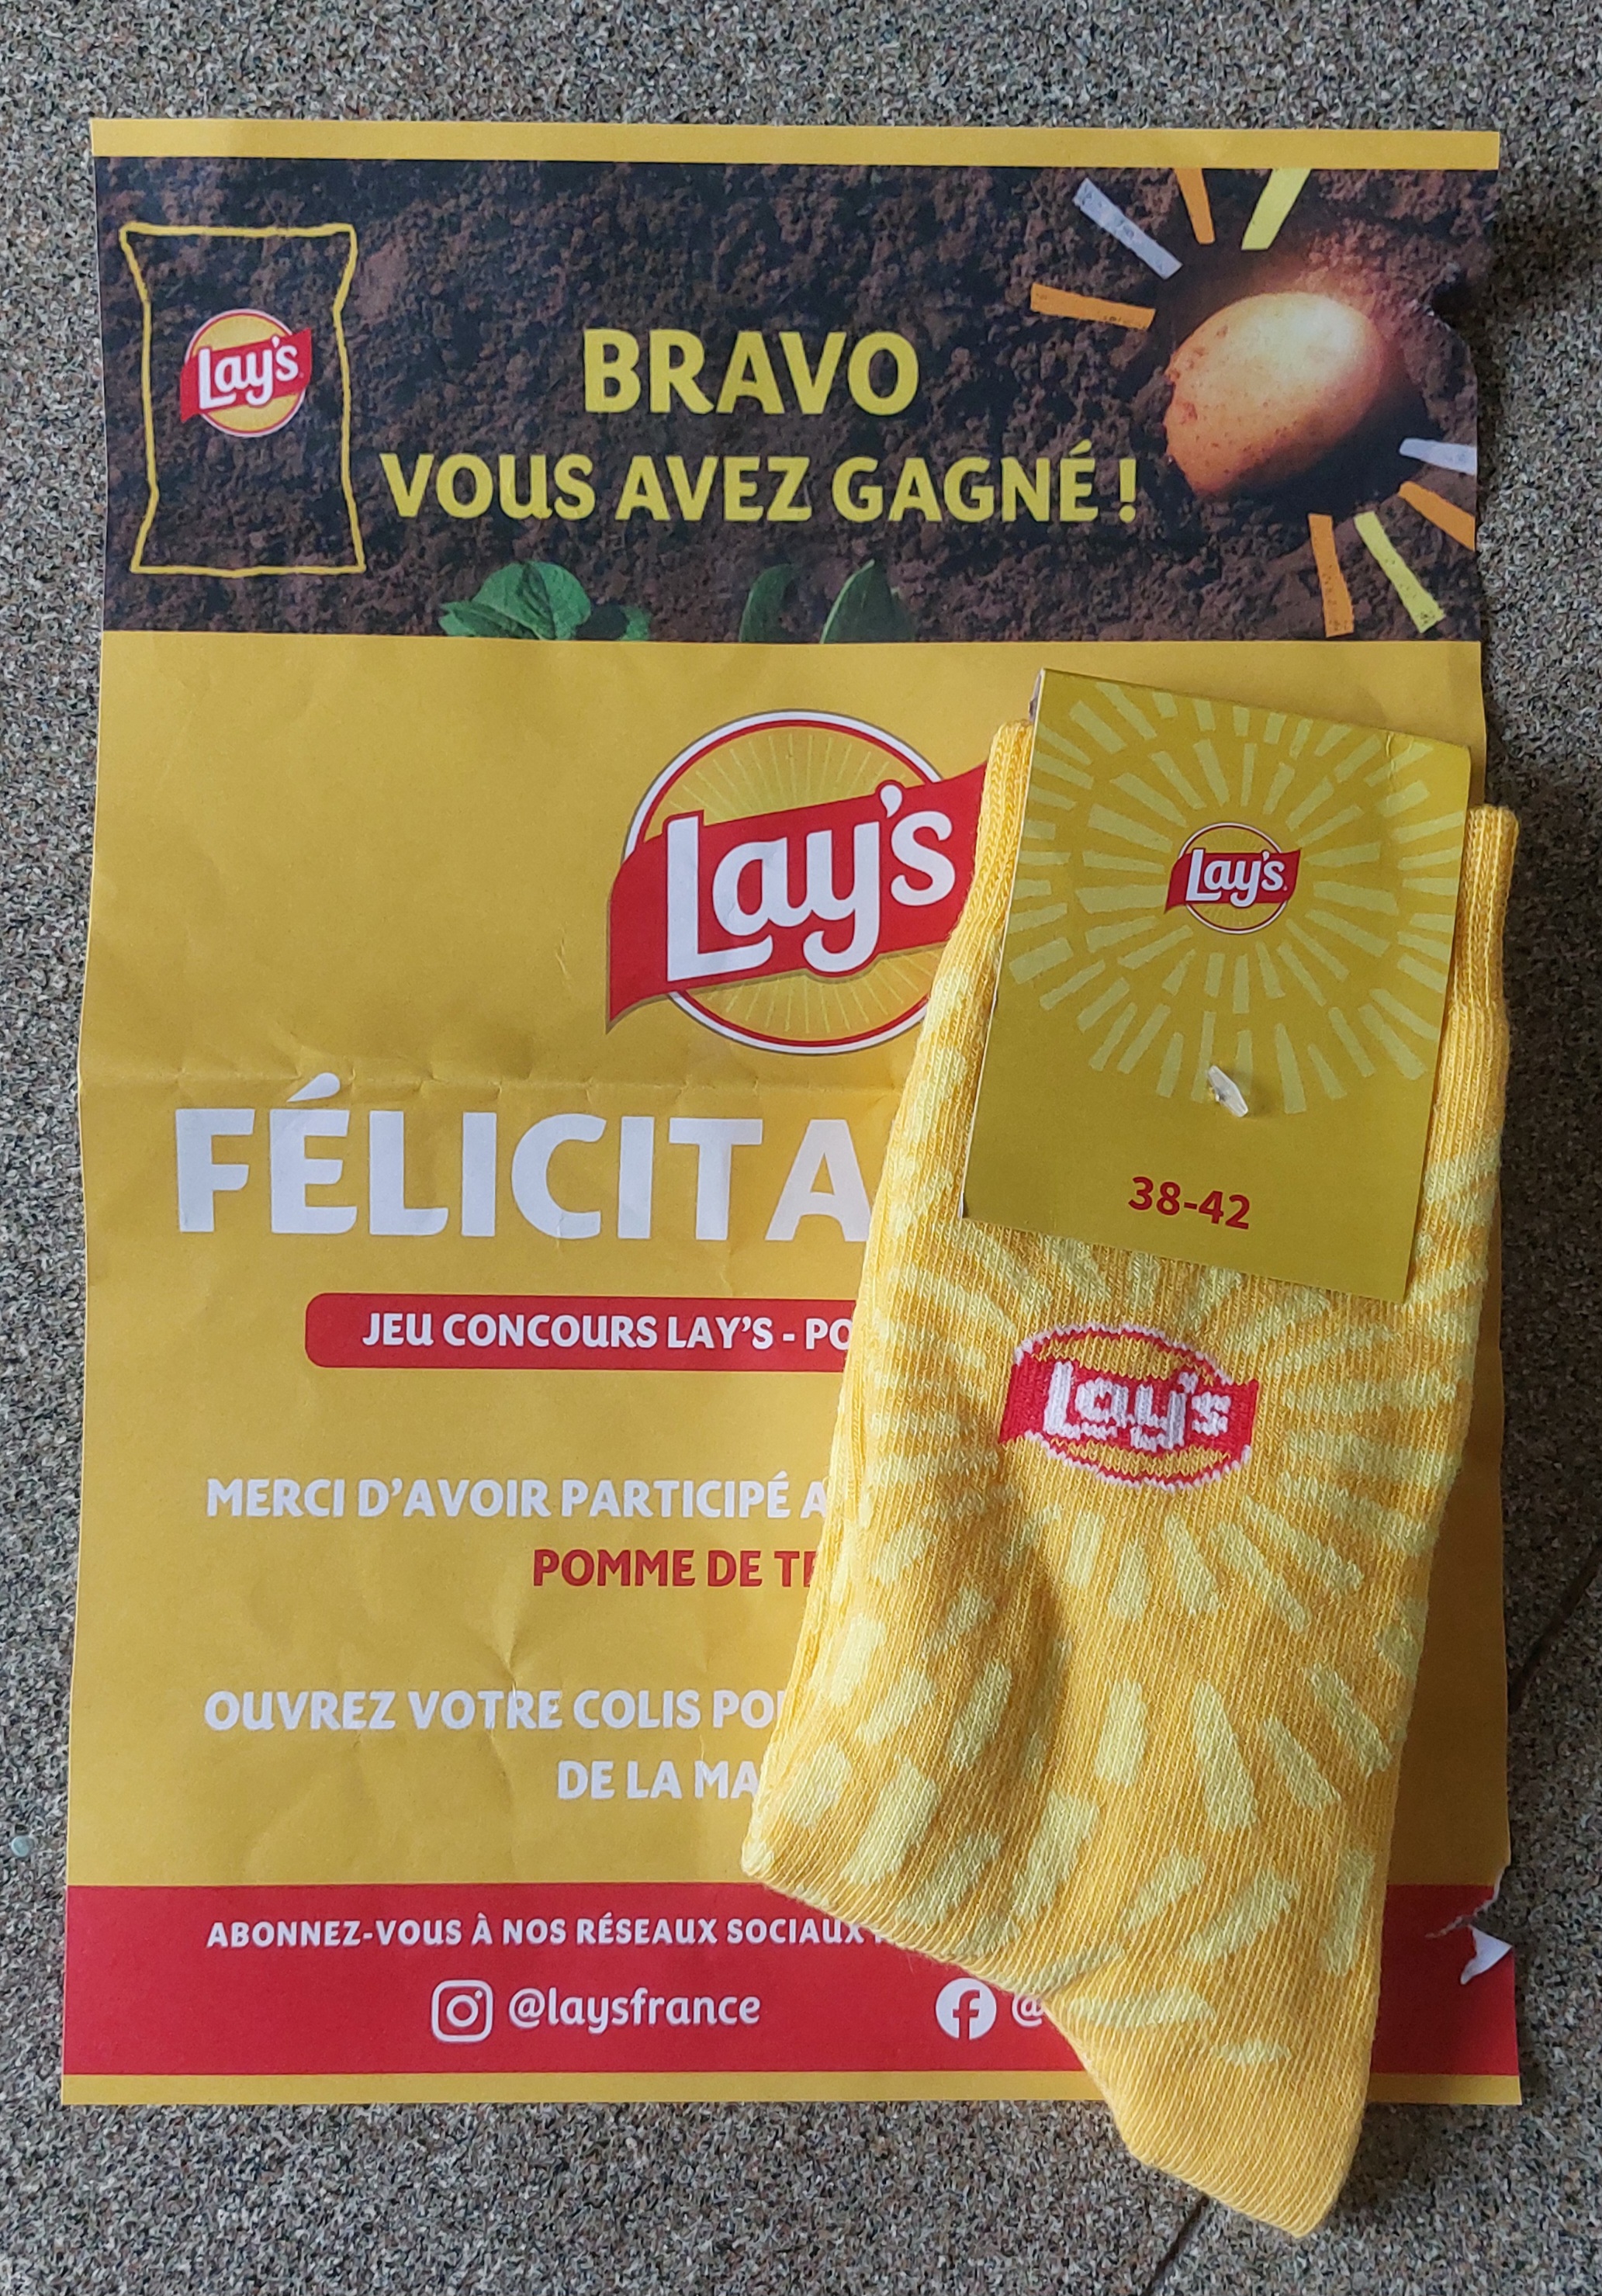 Lay's
BRAVO
VOUS AVEZ GAGNÉ !
Lay's
Lay's
38-42
FÉLICITA
JEU CONCOURS LAY'S - PO
Lay's
MERCI D'AVOIR PARTICIPÉ A
POMME DE TE
OUVREZ VOTRE COLIS POU
DE LA MA
ABONNEZ-VOUS À NOS RÉSEAUX SOCIAUX
@laysfrance
@